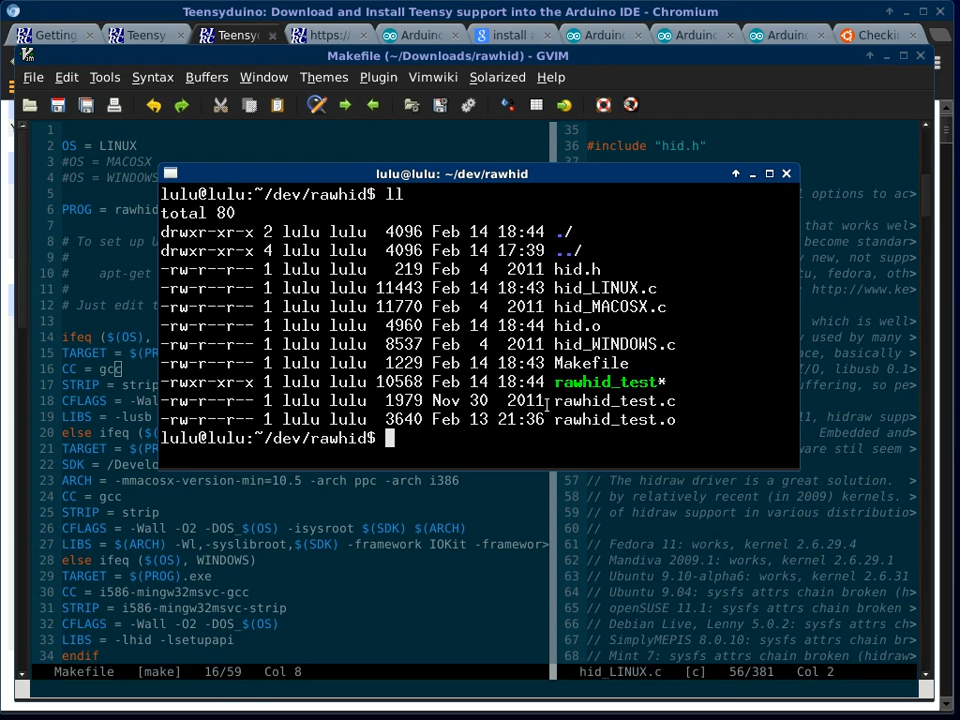 Teensyduino: Download and Install Teensy support into the Arduino IDE - Chromium
Getting
Teensy
Teensy
https:/
Arduin
install a
Arduin
Arduin
Arduin
Checkin
Makefile (~/Downloads/rawhid) - GVIM
File Edit Tools Syntax Buffers Window Themes Plugin Vimwiki Solarized Help
1
2 OS = LINUX
3 #OS = MACOSX
4 #OS = WINDOWS
5
6 PROG = rawhid
7
8 # To set up
9 #
10 # apt-get
11 #
12 # Just edit t
13
14 ifeq ($(OS),
15 TARGET = $(PR
16 CC = gcc
17 STRIP = strip
18 CFLAGS = -Wal
19 LIBS = -lusb
20 else ifeq ($(
21 TARGET = $(PR
22 SDK = /Develo
23 ARCH = -mmacosx-version-min=10.5 -arch ppc -arch i386
24 CC = gcc
25 STRIP = strip
26 CFLAGS = -Wall -O2 -DOS_$(OS) -isysroot $(SDK) $(ARCH)
27 LIBS = $(ARCH) -Wl,-syslibroot,$(SDK) -framework IOKit -framewor>
28 else ifeq ($(OS), WINDOWS)
29 TARGET = $(PROG).exe
30 CC = i586-mingw32msvc-gcc
31 STRIP = i586-mingw32msvc-strip
32 CFLAGS = -Wall -O2 -DOS_$(OS)
33 LIBS = -lhid -lsetupapi
34 endif
Makefile [make] 16/59 Col 8
lulu@lulu: ~/dev/rawhid
lulu@lulu:~/dev/rawhid$ ll
total 80
drwxr-xr-x 2 lulu lulu 4096 Feb 14 18:44 ./
drwxr-xr-x 4 lulu lulu 4096 Feb 14 17:39 ../
-rw-r--r-- 1 lulu lulu 219 Feb 4 2011 hid.h
-rw-r--r-- 1 lulu lulu 11443 Feb 14 18:43 hid_LINUX.c
-rw-r--r-- 1 lulu lulu 11770 Feb 4 2011 hid_MACOSX.c
-rw-r--r-- 1 lulu lulu 4960 Feb 14 18:44 hid.o
-rw-r--r-- 1 lulu lulu 8537 Feb 4 2011 hid_WINDOWS.c
-rw-r--r-- 1 lulu lulu 1229 Feb 14 18:43 Makefile
-rwxr-xr-x 1 lulu lulu 10568 Feb 14 18:44 rawhid_test*
-rw-r--r-- 1 lulu lulu 1979 Nov 30 2011 rawhid_test.c
-rw-r--r-- 1 lulu lulu 3640 Feb 13 21:36 rawhid_test.o
lulu@lulu:~/dev/rawhid$
35
36 #include "hid.h"
37
l options to ac>
that works wel>
become standar>
y new, not supp>
tu, fedora, oth>
: http://www.ke>
which is well>
used by many >
ace, basically >
I/O, libusb 0.1>
uffering, so pe>
l, hidraw supp>
Embedded and>
ware stil seem >
57 // The hidraw driver is a great solution. >
58 // by relatively recent (in 2009) kernels. >
59 // of hidraw support in various distributio>
60 //
61 // Fedora 11: works, kernel 2.6.29.4
62 // Mandiva 2009.1: works, kernel 2.6.29.1
63 // Ubuntu 9.10-alpha6: works, kernel 2.6.31
64 // Ubuntu 9.04: sysfs attrs chain broken (h>
65 // openSUSE 11.1: sysfs attrs chain broken >
66 // Debian Live, Lenny 5.0.2: sysfs attrs ch>
67 // SimplyMEPIS 8.0.10: sysfs attrs chain br>
68 // Mint 7: sysfs attrs chain broken (hidraw>
hid_LINUX.c [c] 56/381 Col 2